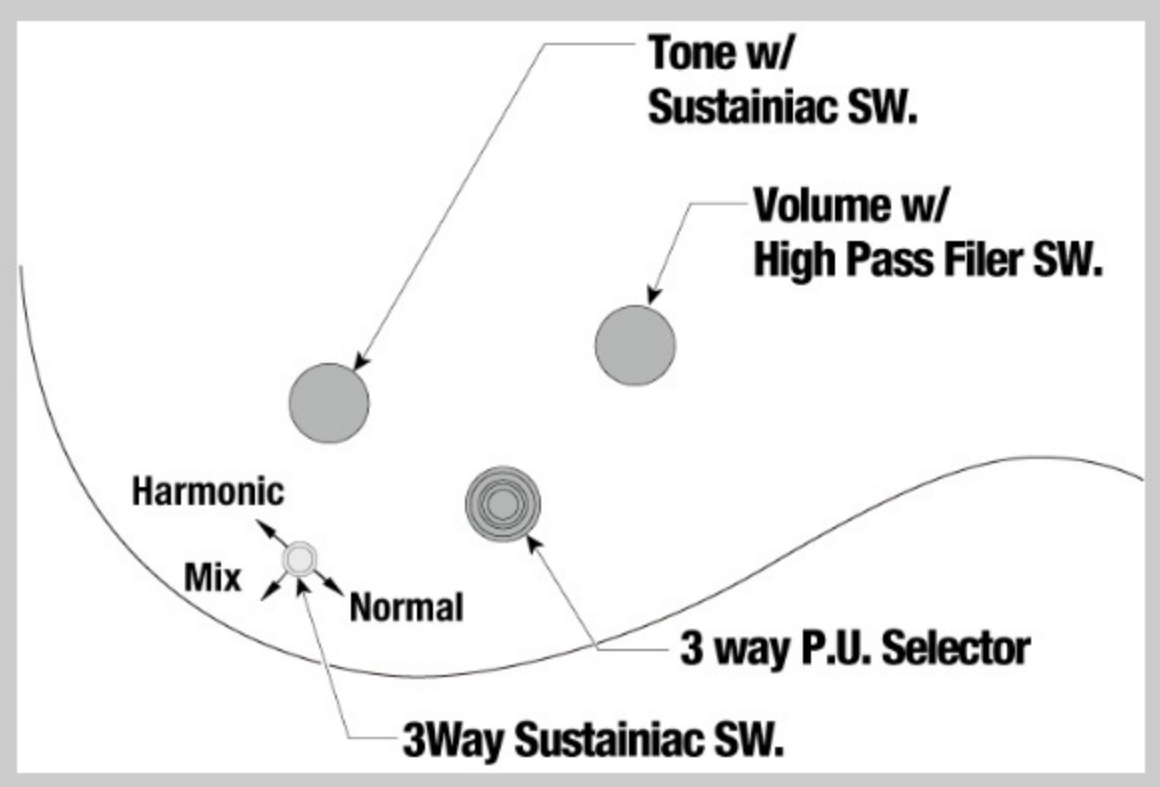 Tone w/
Sustainiac SW.
Volume w/
High Pass Filer SW.
Harmonic
Mix
Normal
3 way P.U. Selector
3Way Sustainiac SW.